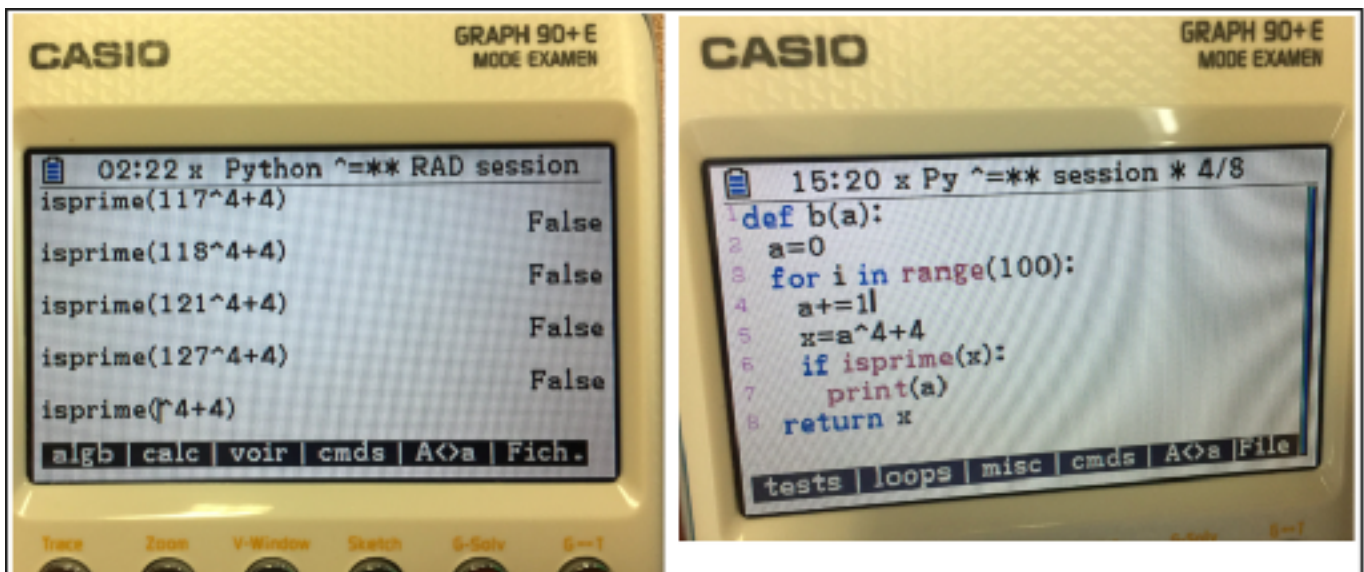 CASIO
GRAPH 90+E
MODE EXAMEN
02:22 x Python ^=** RAD session
isprime(117^4+4)
False
isprime(118^4+4)
False
isprime(121^4+4)
False
isprime(127^4+4)
False
isprime(^4+4)
algb | calc | voir | cmds | A<>a | Fich.
Trace Zoom V-Window Sketch G-Solv G↔T
CASIO
GRAPH 90+E
MODE EXAMEN
15:20 x Py ^=** session * 4/8
1 def b(a):
2 a=0
3 for i in range(100):
4 a+=1
5 x=a^4+4
6 if isprime(x):
7 print(a)
8 return x
tests | loops | misc | cmds | A<>a | File
G-Solv G↔T